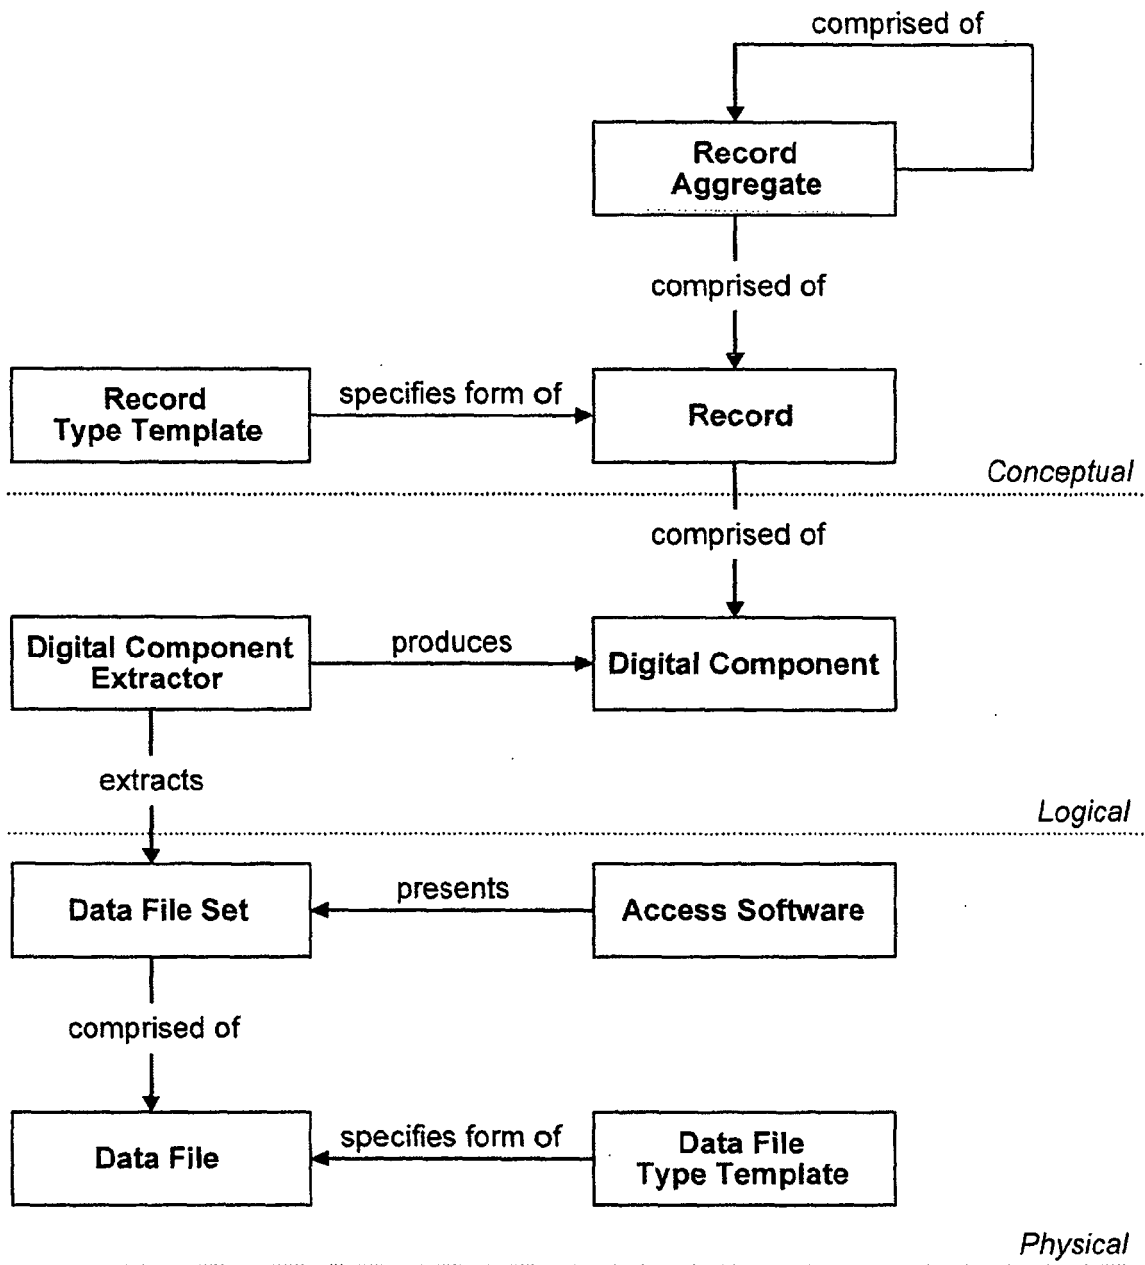 comprised of
Record
Aggregate
comprised of
Record
Type Template
specifies form of
Record
Conceptual
comprised of
Digital Component
Extractor
produces
Digital Component
extracts
Logical
Data File Set
presents
Access Software
comprised of
Data File
specifies form of
Data File
Type Template
Physical